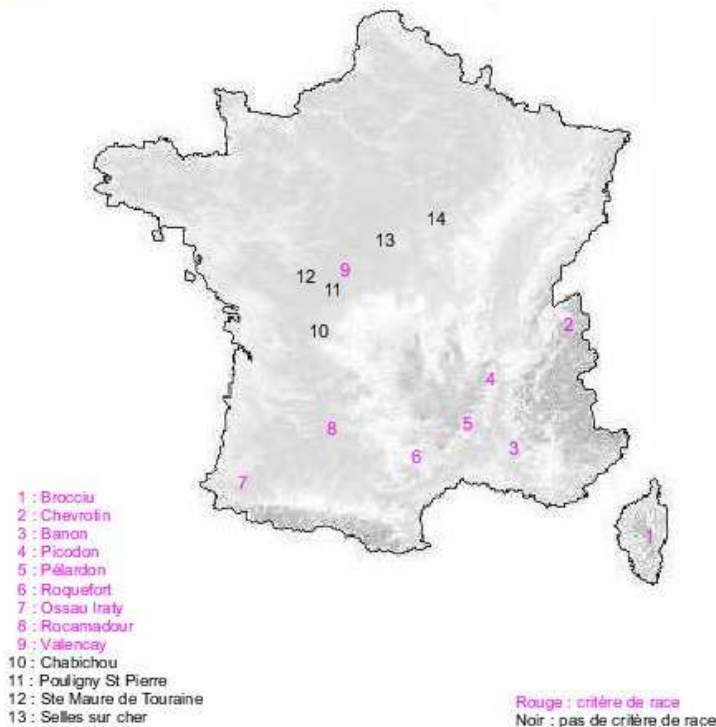 14
13
9
12
11
10
2
4
5
8
3
6
7
1
1 : Brocciu
2 : Chevrotin
3 : Banon
4 : Picodon
5 : Pélardon
6 : Roquefort
7 : Ossau Iraty
8 : Rocamadour
9 : Valencay
10 : Chabichou
11 : Pouligny St Pierre
12 : Ste Maure de Touraine
13 : Selles sur cher
Rouge : critère de race
Noir : pas de critère de race